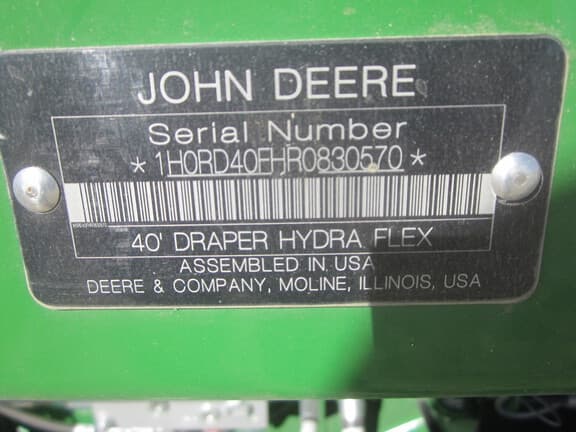 JOHN DEERE
Serial Number
*1H0RD40FHR0830570*
40' DRAPER HYDRA FLEX
ASSEMBLED IN USA
DEERE & COMPANY, MOLINE, ILLINOIS, USA